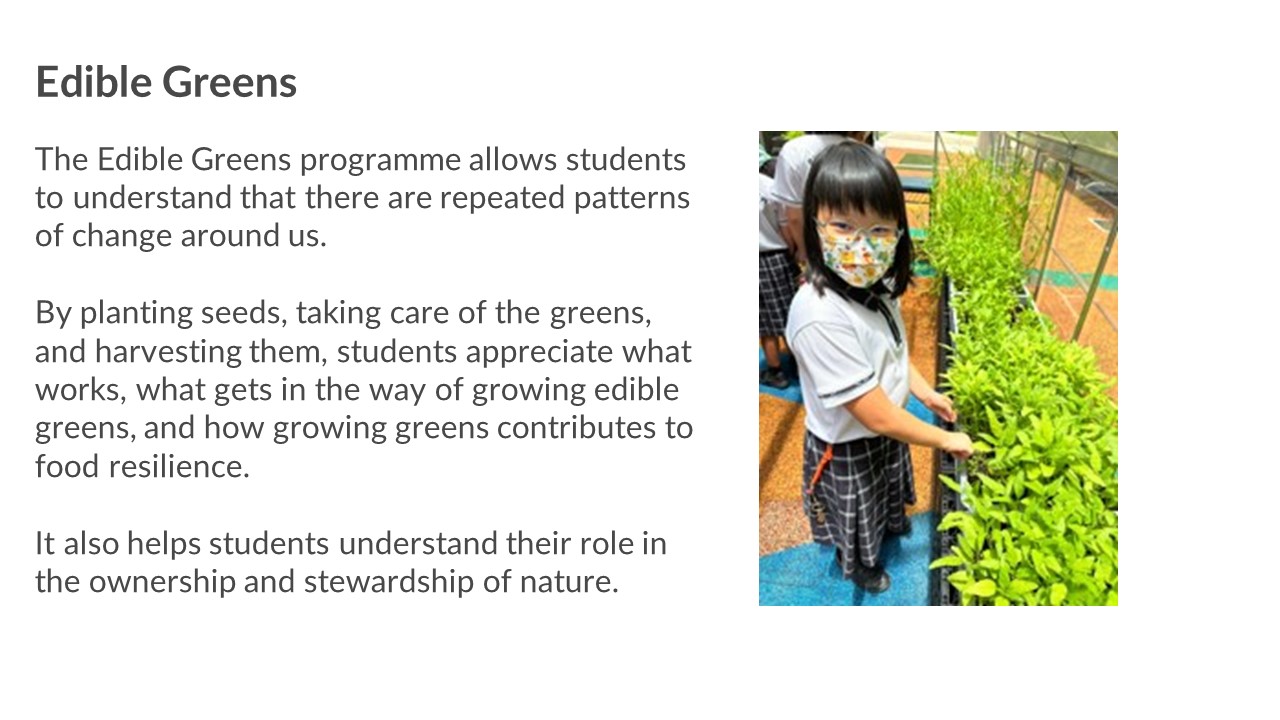 Edible Greens
The Edible Greens programme allows students
to understand that there are repeated patterns
of change around us.
By planting seeds, taking care of the greens,
and harvesting them, students appreciate what
works, what gets in the way of growing edible
greens, and how growing greens contributes to
food resilience.
It also helps students understand their role in
the ownership and stewardship of nature.